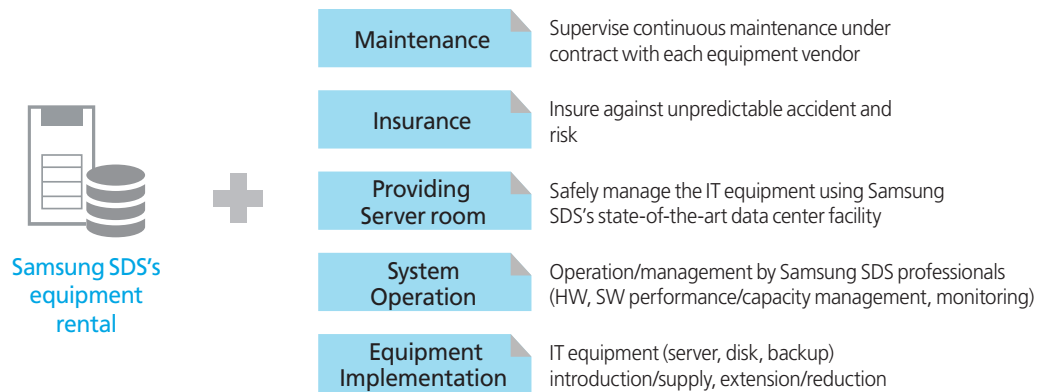 Maintenance
Supervise continuous maintenance under
contract with each equipment vendor
Insurance
Insure against unpredictable accident and
risk
Providing
Server room
Safely manage the IT equipment using Samsung
SDS's state-of-the-art data center facility
Samsung SDS's
equipment
rental
System
Operation
Operation/management by Samsung SDS professionals
(HW, SW performance/capacity management, monitoring)
Equipment
Implementation
IT equipment (server, disk, backup)
introduction/supply, extension/reduction